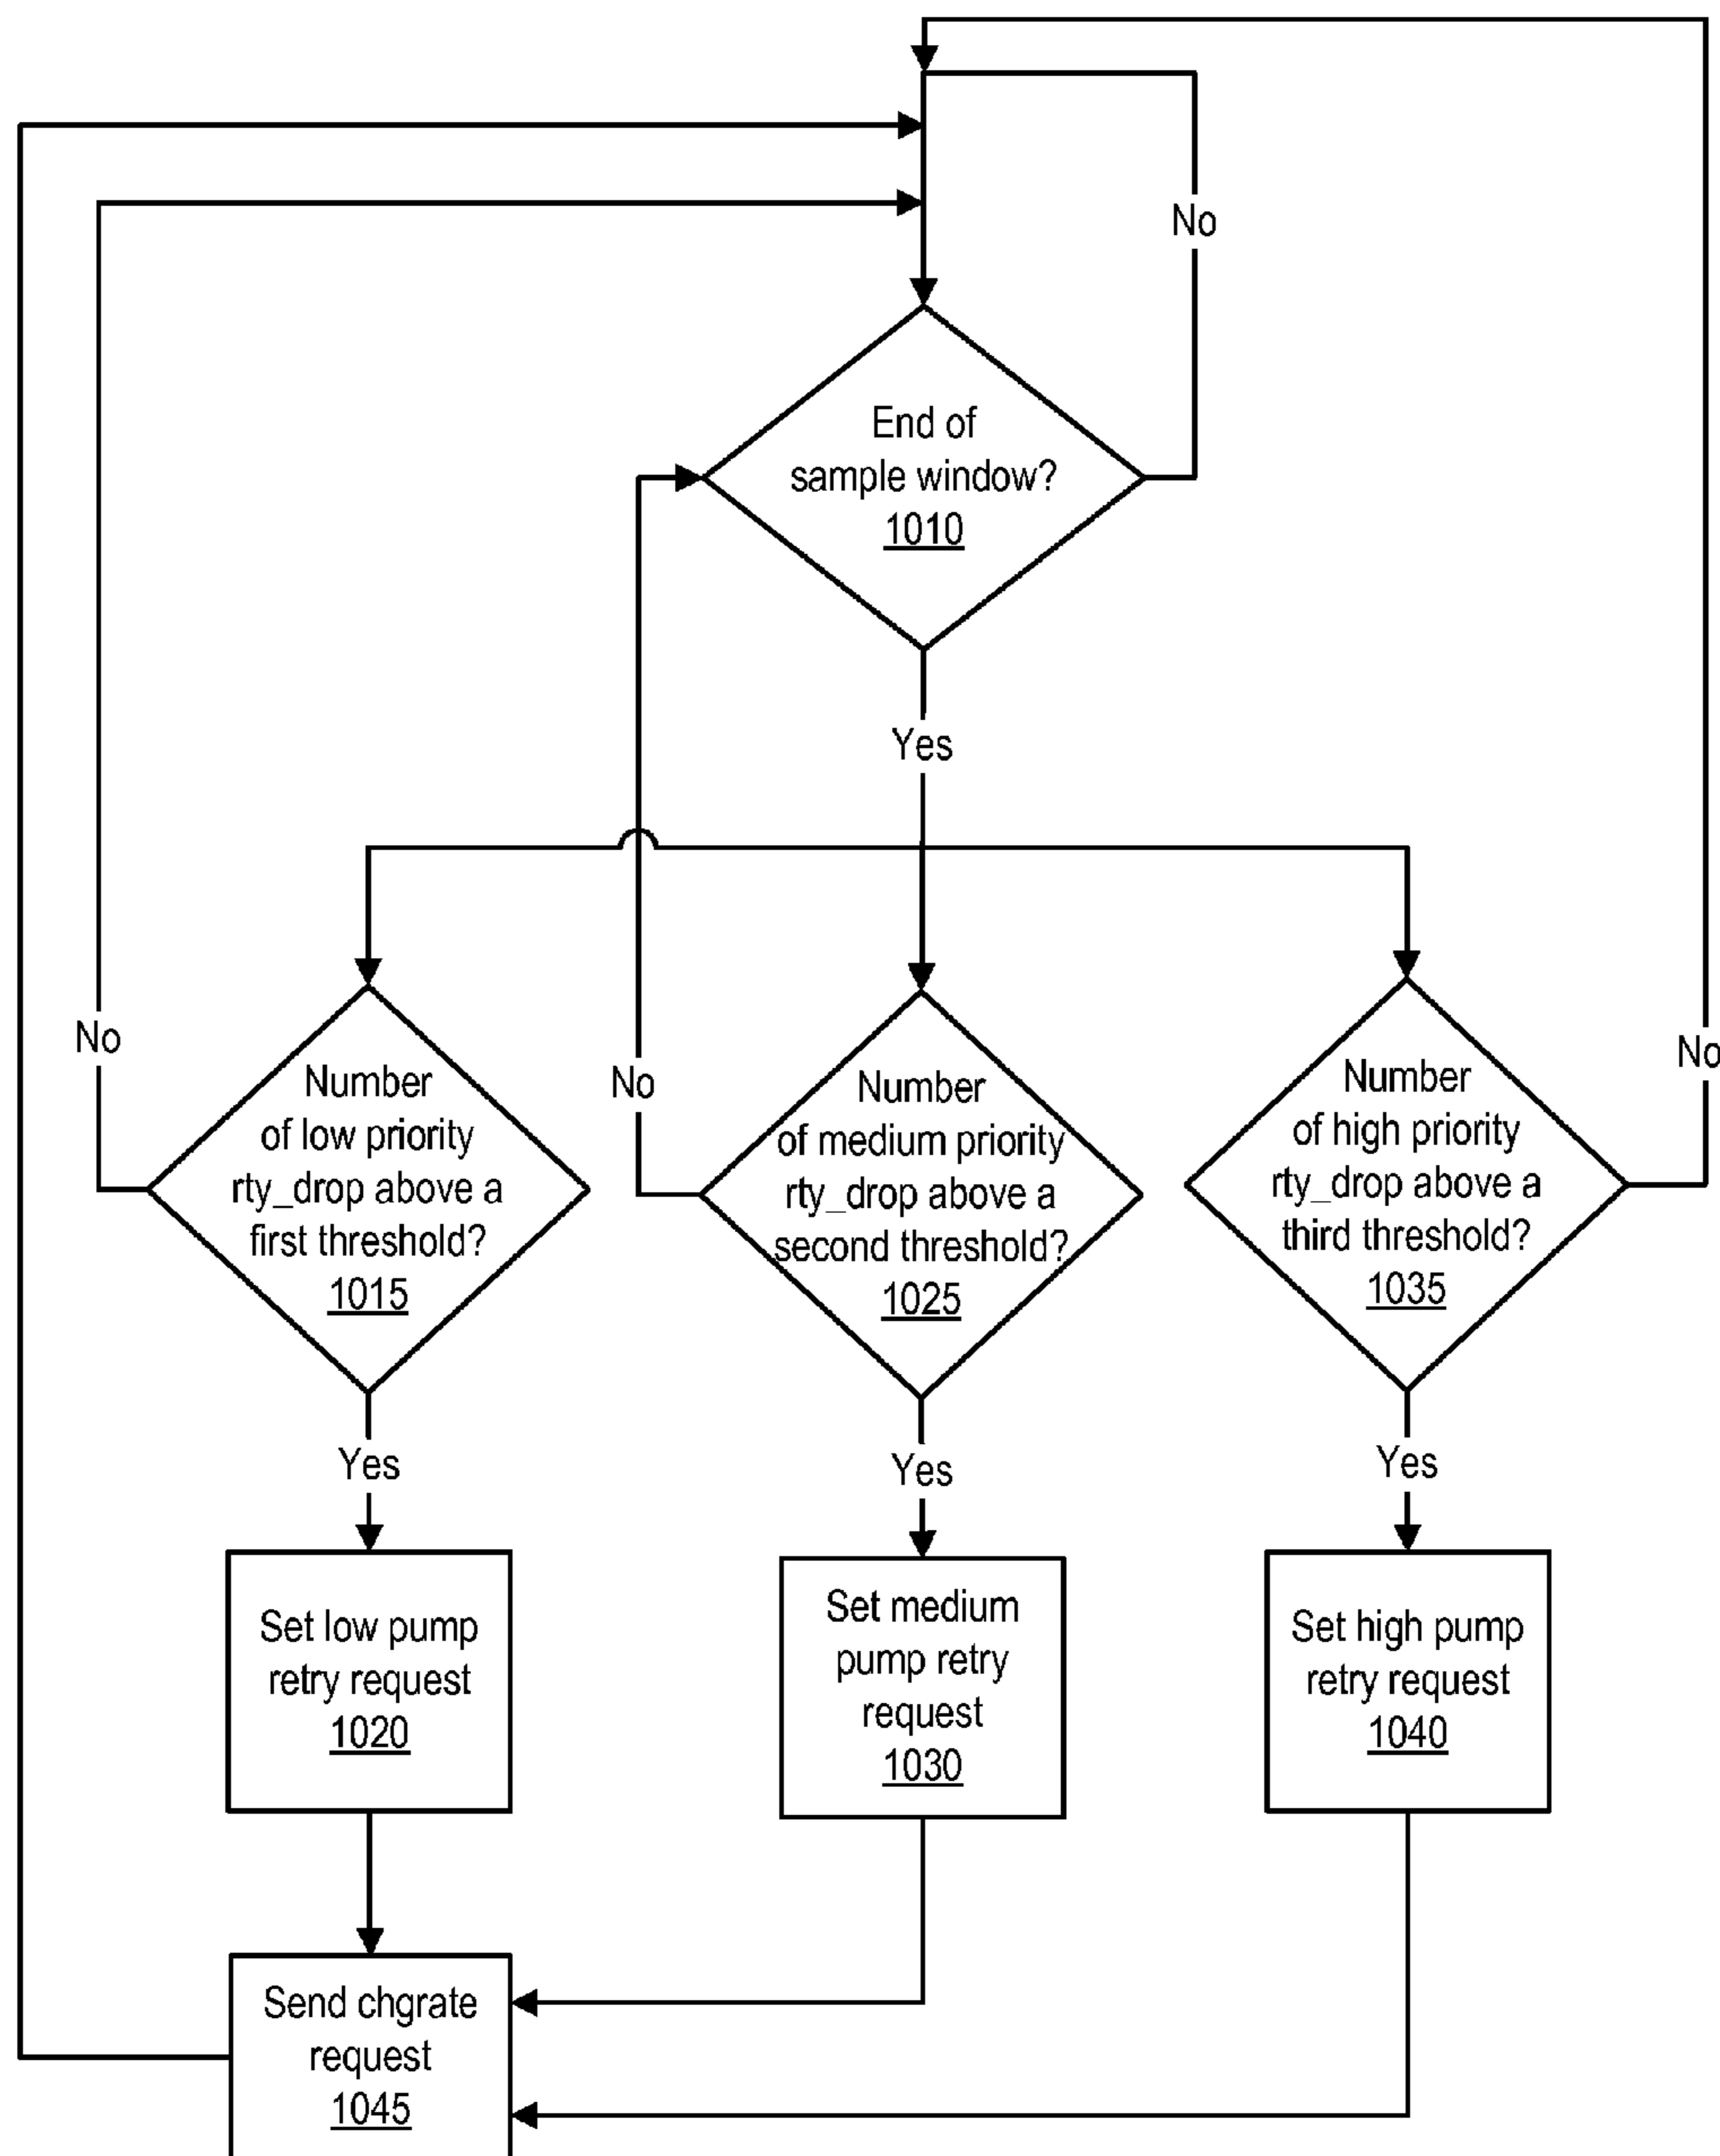 No
End of
sample window?
1010
Yes
No
Number
of low priority
rty_drop above a
first threshold?
1015
No
Number
of medium priority
rty_drop above a
second threshold?
1025
Number
of high priority
rty_drop above a
third threshold?
1035
No
Yes
Yes
Yes
Set low pump
retry request
1020
Set medium
pump retry
request
1030
Set high pump
retry request
1040
Send chgrate
request
1045